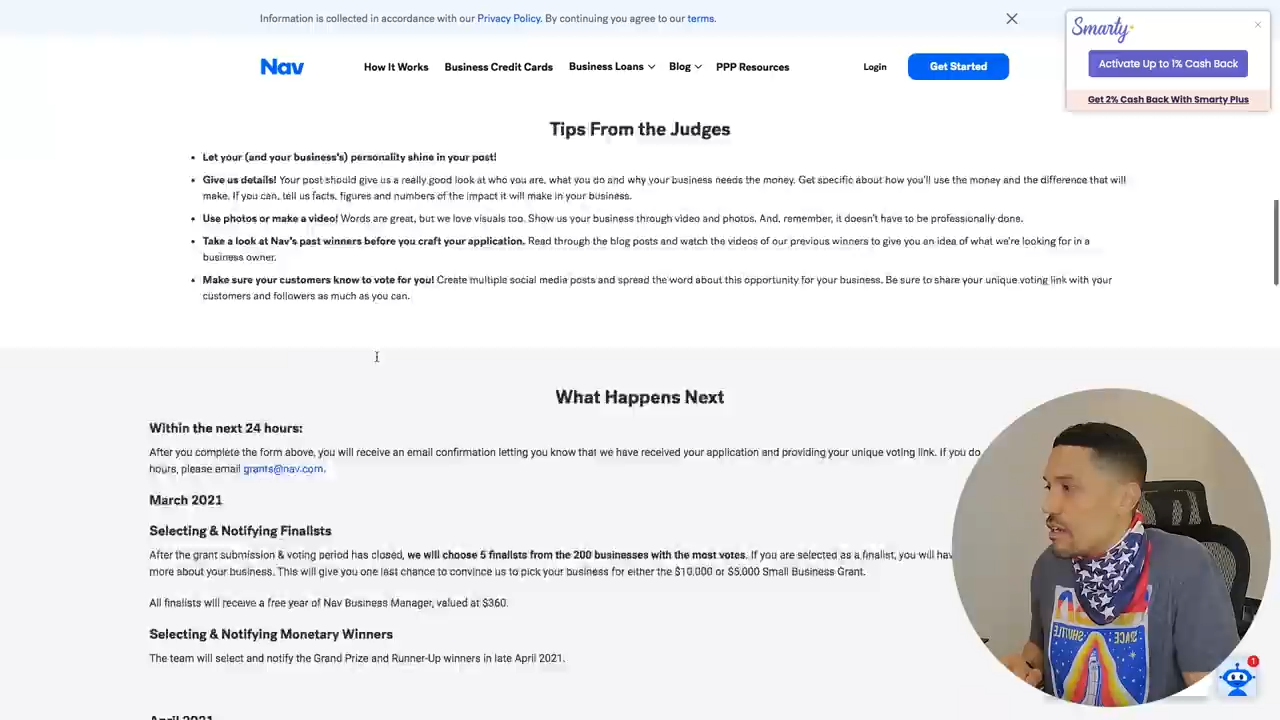 Information is collected in accordance with our Privacy Policy. By continuing you agree to our terms.
Smarty
Activate Up to 1% Cash Back
Get 2% Cash Back With Smarty Plus
Nav
How It Works Business Credit Cards Business Loans Blog PPP Resources Login Get Started
Tips From the Judges
Let your (and your business's) personality shine in your post!
Give us details! Your post should give us a really good look at who you are, what you do and why your business needs the money. Get specific about how you'll use the money and the difference that will
make. If you can, tell us facts, figures and numbers of the impact it will make in your business.
Use photos or make a video! Words are great, but we love visuals too. Show us your business through video and photos. And, remember, it doesn't have to be professionally done.
Take a look at Nav's past winners before you craft your application. Read through the blog posts and watch the videos of our previous winners to give you an idea of what we're looking for in a
business owner.
Make sure your customers know to vote for you! Create multiple social media posts and spread the word about this opportunity for your business. Be sure to share your unique voting link with your
customers and followers as much as you can.
What Happens Next
Within the next 24 hours:
After you complete the form above, you will receive an email confirmation letting you know that we have received your application and providing your unique voting link. If you do
hours, please email grants@nav.com.
March 2021
Selecting & Notifying Finalists
After the grant submission & voting period has closed, we will choose 5 finalists from the 200 businesses with the most votes. If you are selected as a finalist, you will hav
more about your business. This will give you one last chance to convince us to pick your business for either the $10,000 or $5,000 Small Business Grant.
All finalists will receive a free year of Nav Business Manager, valued at $360.
Selecting & Notifying Monetary Winners
The team will select and notify the Grand Prize and Runner-Up winners in late April 2021.
April 2021
SPACE SHUTTLE
1